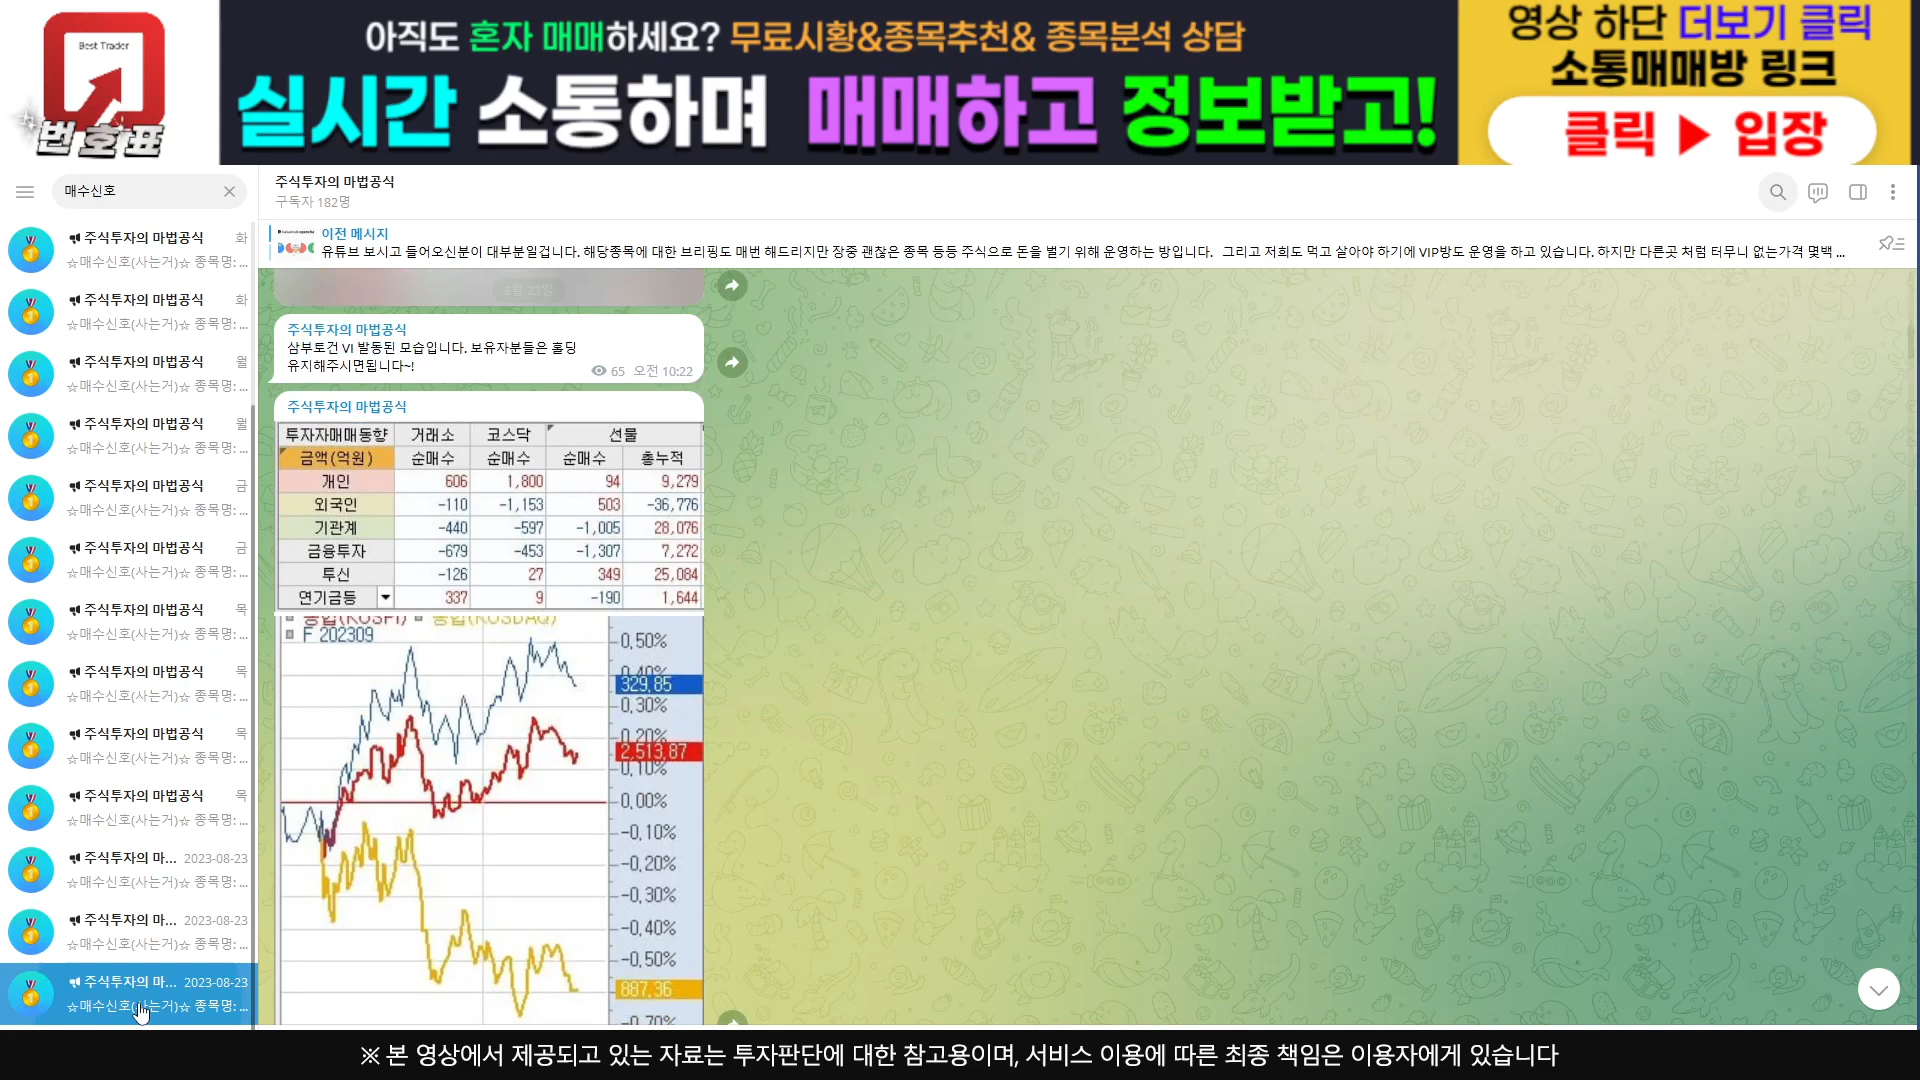 Best Trader
번호표
아직도 혼자 매매하세요? 무료시황&종목추천& 종목분석 상담
실시간 소통하며 매매하고 정보받고!
영상 하단 더보기 클릭
소통매매방 링크
클릭 ▶ 입장
매수신호
주식투자의 마법공식 화
☆매수신호(사는거)☆ 종목명: ...
주식투자의 마법공식 화
☆매수신호(사는거)☆ 종목명: ...
주식투자의 마법공식 월
☆매수신호(사는거)☆ 종목명: ...
주식투자의 마법공식 월
☆매수신호(사는거)☆ 종목명: ...
주식투자의 마법공식 금
☆매수신호(사는거)☆ 종목명: ...
주식투자의 마법공식 금
☆매수신호(사는거)☆ 종목명: ...
주식투자의 마법공식 목
☆매수신호(사는거)☆ 종목명: ...
주식투자의 마법공식 목
☆매수신호(사는거)☆ 종목명: ...
주식투자의 마법공식 목
☆매수신호(사는거)☆ 종목명: ...
주식투자의 마법공식 목
☆매수신호(사는거)☆ 종목명: ...
주식투자의 마... 2023-08-23
☆매수신호(사는거)☆ 종목명: ...
주식투자의 마... 2023-08-23
☆매수신호(사는거)☆ 종목명: ...
주식투자의 마... 2023-08-23
☆매수신호(사는거)☆ 종목명: ...
주식투자의 마법공식
구독자 182명
이전 메시지
유튜브 보시고 들어오신분이 대부분일겁니다. 해당종목에 대한 브리핑도 매번 해드리지만 장중 괜찮은 종목 등등 주식으로 돈을 벌기 위해 운영하는 방입니다. 그리고 저희도 먹고 살아야 하기에 VIP방도 운영을 하고 있습니다. 하지만 다른곳 처럼 터무니 없는가격 몇백 ...
주식투자의 마법공식
삼부토건 VI 발동된 모습입니다. 보유자분들은 홀딩
유지해주시면됩니다~!
65 오전 10:22
주식투자의 마법공식
투자자매매동향 거래소 코스닥 선물
금액(억원) 순매수 순매수 순매수 총누적
개인 606 1,800 94 9,279
외국인 -110 -1,153 503 -36,776
기관계 -440 -597 -1,005 28,076
금융투자 -679 -453 -1,307 7,272
투신 -126 27 349 25,084
연기금등 337 9 -190 1,644
종합(KOSPI) 종합(KOSDAQ)
F 202309
0.50%
0.40%
329.85
0.30%
0.20%
2,513.87
0.10%
0.00%
-0.10%
-0.20%
-0.30%
-0.40%
-0.50%
887.36
-0.70%
※ 본 영상에서 제공되고 있는 자료는 투자판단에 대한 참고용이며, 서비스 이용에 따른 최종 책임은 이용자에게 있습니다